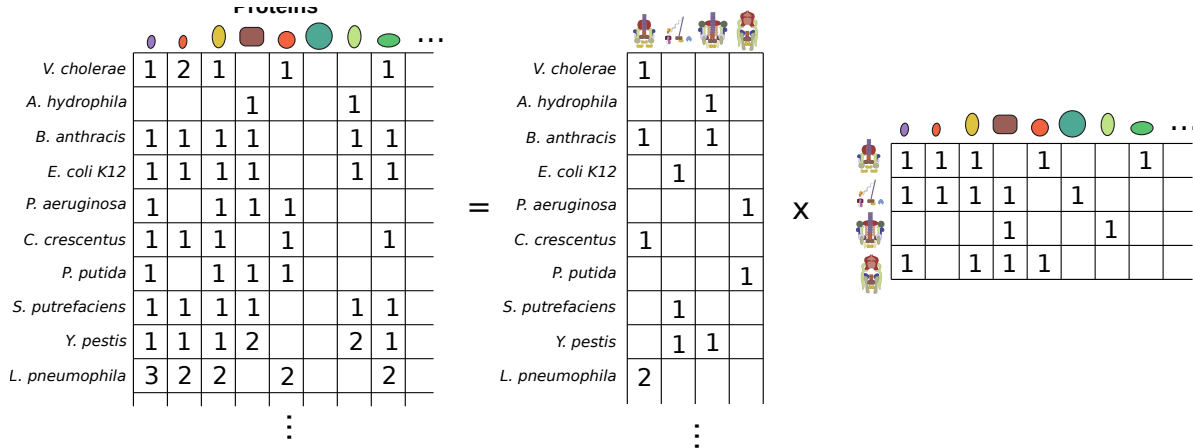 Proteins
...
V. cholerae 1 2 1 1 1
A. hydrophila 1 1
B. anthracis 1 1 1 1 1 1
E. coli K12 1 1 1 1 1 1
P. aeruginosa 1 1 1 1
C. crescentus 1 1 1 1 1
P. putida 1 1 1 1
S. putrefaciens 1 1 1 1 1 1
Y. pestis 1 1 1 2 2 1
L. pneumophila 3 2 2 2 2
...
=
V. cholerae 1
A. hydrophila 1
B. anthracis 1 1
E. coli K12 1
P. aeruginosa 1
C. crescentus 1
P. putida 1
S. putrefaciens 1
Y. pestis 1 1
L. pneumophila 2
...
x
...
1 1 1 1 1
1 1 1 1 1
1 1
1 1 1 1